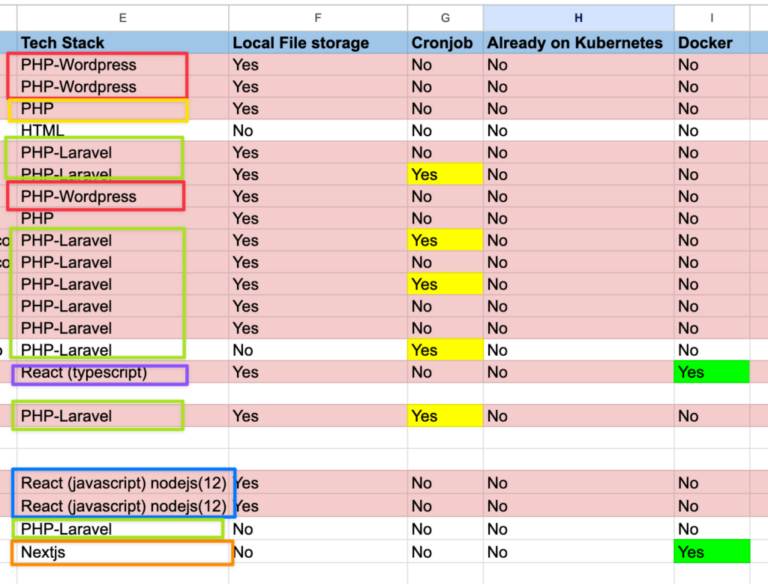 E F G H I
Tech Stack Local File storage Cronjob Already on Kubernetes Docker
PHP-Wordpress Yes No No No
PHP-Wordpress Yes No No No
PHP Yes No No No
HTML No No No No
PHP-Laravel Yes No No No
PHP-Laravel Yes Yes No No
PHP-Wordpress Yes No No No
PHP Yes No No No
co PHP-Laravel Yes Yes No No
co PHP-Laravel Yes No No No
PHP-Laravel Yes Yes No No
PHP-Laravel Yes No No No
PHP-Laravel Yes No No No
PHP-Laravel No Yes No No
React (typescript) Yes No No Yes
PHP-Laravel Yes Yes No No
React (javascript) nodejs(12) Yes No No No
React (javascript) nodejs(12) Yes No No No
PHP-Laravel No No No No
Nextjs No No No Yes